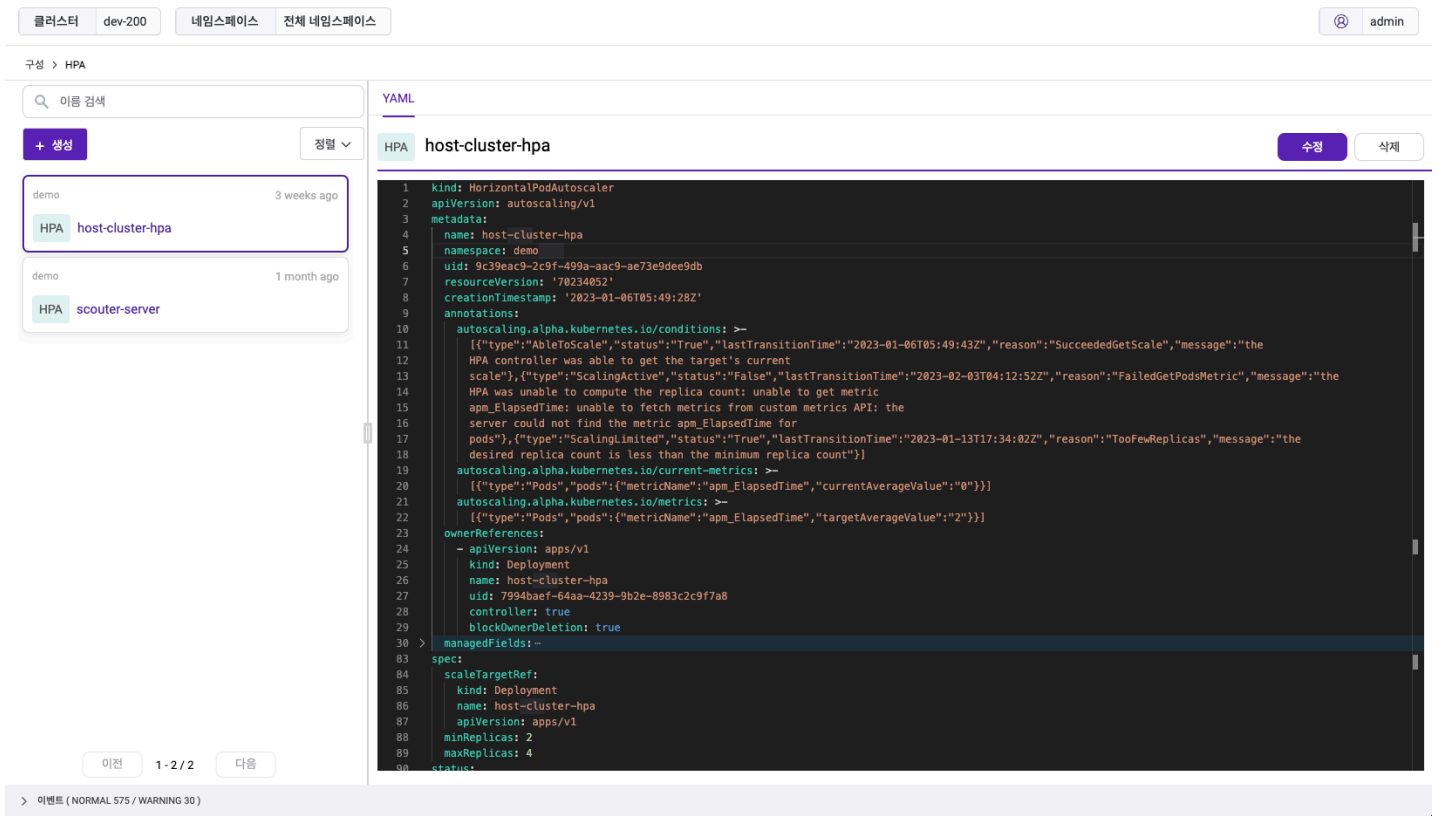 클러스터 dev-200 네임스페이스 전체 네임스페이스 admin
구성 > HPA
이름 검색
+ 생성 정렬
demo 3 weeks ago
HPA host-cluster-hpa
demo 1 month ago
HPA scouter-server
이전 1 - 2 / 2 다음
YAML
HPA host-cluster-hpa 수정 삭제
1 kind: HorizontalPodAutoscaler
2 apiVersion: autoscaling/v1
3 metadata:
4 name: host-cluster-hpa
5 namespace: demo
6 uid: 9c39eac9-2c9f-499a-aac9-ae73e9dee9db
7 resourceVersion: '70234052'
8 creationTimestamp: '2023-01-06T05:49:28Z'
9 annotations:
10 autoscaling.alpha.kubernetes.io/conditions: >-
11 [{"type":"AbleToScale","status":"True","lastTransitionTime":"2023-01-06T05:49:43Z","reason":"SucceededGetScale","message":"the
12 HPA controller was able to get the target's current
13 scale"},{"type":"ScalingActive","status":"False","lastTransitionTime":"2023-02-03T04:12:52Z","reason":"FailedGetPodsMetric","message":"the
14 HPA was unable to compute the replica count: unable to get metric
15 apm_ElapsedTime: unable to fetch metrics from custom metrics API: the
16 server could not find the metric apm_ElapsedTime for
17 pods"},{"type":"ScalingLimited","status":"True","lastTransitionTime":"2023-01-13T17:34:02Z","reason":"TooFewReplicas","message":"the
18 desired replica count is less than the minimum replica count"}]
19 autoscaling.alpha.kubernetes.io/current-metrics: >-
20 [{"type":"Pods","pods":{"metricName":"apm_ElapsedTime","currentAverageValue":"0"}}]
21 autoscaling.alpha.kubernetes.io/metrics: >-
22 [{"type":"Pods","pods":{"metricName":"apm_ElapsedTime","targetAverageValue":"2"}}]
23 ownerReferences:
24 - apiVersion: apps/v1
25 kind: Deployment
26 name: host-cluster-hpa
27 uid: 7994baef-64aa-4239-9b2e-8983c2c9f7a8
28 controller: true
29 blockOwnerDeletion: true
30 > managedFields:⋯
83 spec:
84 scaleTargetRef:
85 kind: Deployment
86 name: host-cluster-hpa
87 apiVersion: apps/v1
88 minReplicas: 2
89 maxReplicas: 4
90 status:
> 이벤트 ( NORMAL 575 / WARNING 30 )